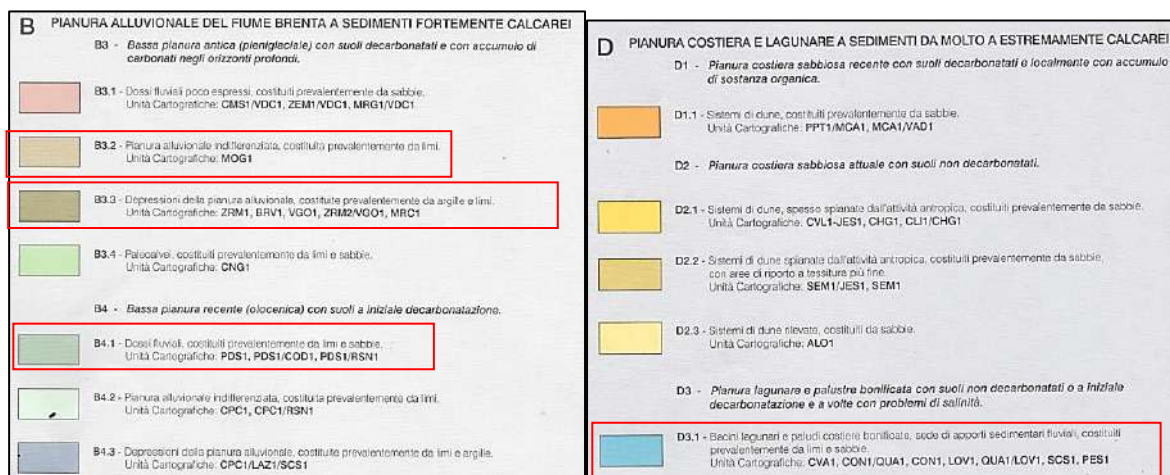 B PIANURA ALLUVIONALE DEL FIUME BRENTA A SEDIMENTI FORTEMENTE CALCAREI
B3 - Bassa pianura antica (pleniglaciale) con suoli decarbonatati e con accumulo di
carbonati negli orizzonti profondi.
B3.1 - Dossi fluviali poco espressi, costituiti prevalentemente da sabbie.
Unità Cartografiche: CMS1/VDC1, ZEM1/VDC1, MRG1/VDC1
B3.2 - Pianura alluvionale indifferenziata, costituita prevalentemente da limi.
Unità Cartografiche: MOG1
B3.3 - Depressioni della pianura alluvionale, costituite prevalentemente da argille e limi.
Unità Cartografiche: ZRM1, BRV1, VGO1, ZRM2/VGO1, MRC1
B3.4 - Paleoalvei, costituiti prevalentemente da limi e sabbie.
Unità Cartografiche: CNG1
B4 - Bassa pianura recente (olocenica) con suoli a iniziale decarbonatazione.
B4.1 - Dossi fluviali, costituiti prevalentemente da limi e sabbie.
Unità Cartografiche: PDS1, PDS1/COD1, PDS1/RSN1
B4.2 - Pianura alluvionale indifferenziata, costituita prevalentemente da limi.
Unità Cartografiche: CPC1, CPC1/RSN1
B4.3 - Depressioni della pianura alluvionale, costituite prevalentemente da limi e argille.
Unità Cartografiche: CPC1/LAZ1/SCS1
D PIANURA COSTIERA E LAGUNARE A SEDIMENTI DA MOLTO A ESTREMAMENTE CALCAREI
D1 - Pianura costiera sabbiosa recente con suoli decarbonatati e localmente con accumulo
di sostanza organica.
D1.1 - Sistemi di dune, costituiti prevalentemente da sabbie.
Unità Cartografiche: PPT1/MCA1, MCA1/VAD1
D2 - Pianura costiera sabbiosa attuale con suoli non decarbonatati.
D2.1 - Sistemi di dune, spesso spianate dall'attività antropica, costituiti prevalentemente da sabbie.
Unità Cartografiche: CVL1-JES1, CHG1, CLI1/CHG1
D2.2 - Sistemi di dune spianate dall'attività antropica, costituiti prevalentemente da sabbie,
con aree di riporto a tessitura più fine.
Unità Cartografiche: SEM1/JES1, SEM1
D2.3 - Sistemi di dune rilevate, costituiti da sabbie.
Unità Cartografiche: ALO1
D3 - Pianura lagunare e palustre bonificata con suoli non decarbonatati o a iniziale
decarbonatazione e a volte con problemi di salinità.
D3.1 - Bacini lagunari e paludi costiere bonificate, sede di apporti sedimentari fluviali, costituiti
prevalentemente da limi e sabbie.
Unità Cartografiche: CVA1, CON1/QUA1, CON1, LOV1, QUA1/LOV1, SCS1, PES1